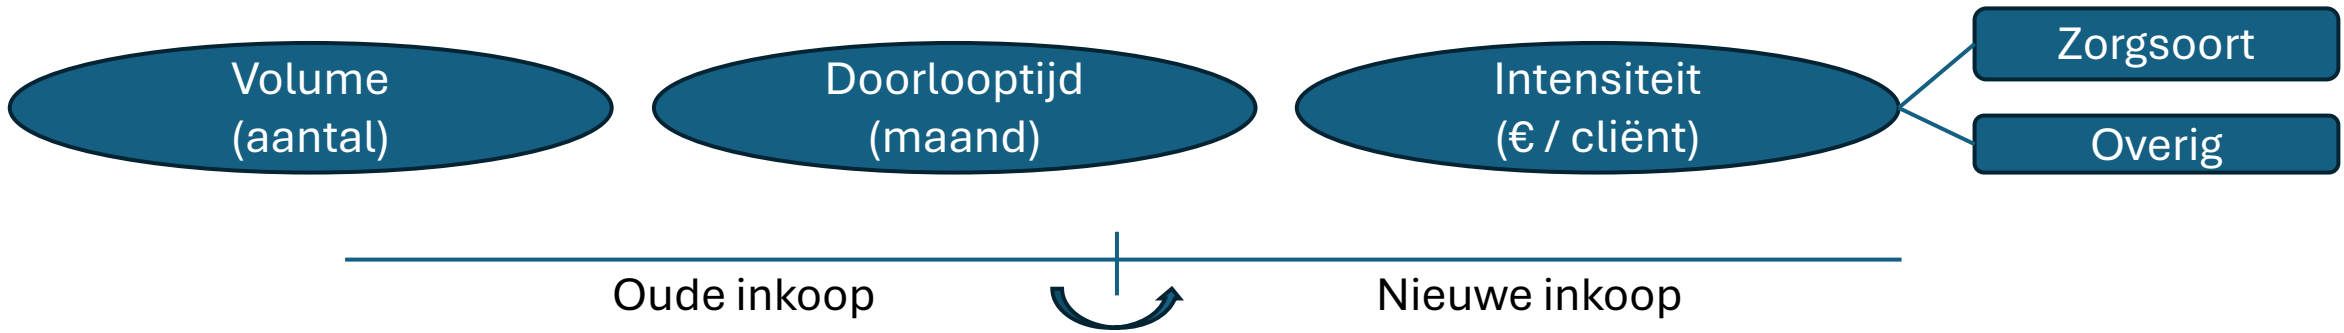 Volume
(aantal)
Doorlooptijd
(maand)
Intensiteit
(€ / cliënt)
Zorgsoort
Overig
Oude inkoop
Nieuwe inkoop